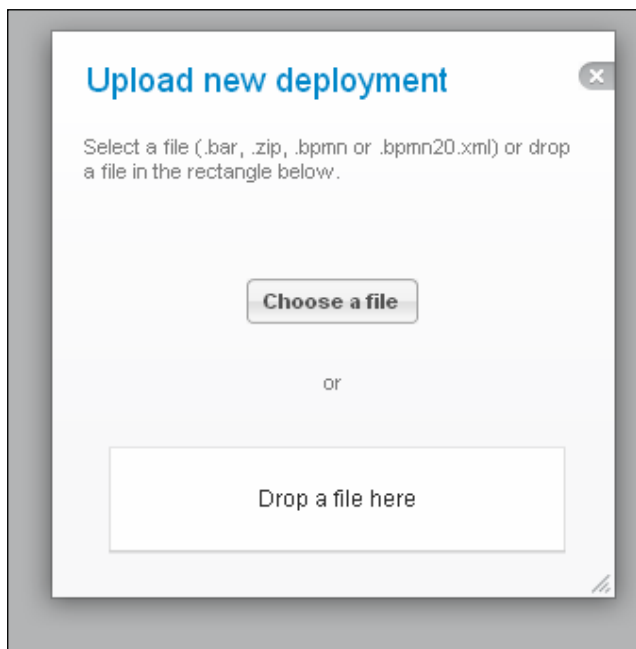 Upload new deployment
Select a file (.bar, .zip, .bpmn or .bpmn20.xml) or drop
a file in the rectangle below.
Choose a file
or
Drop a file here